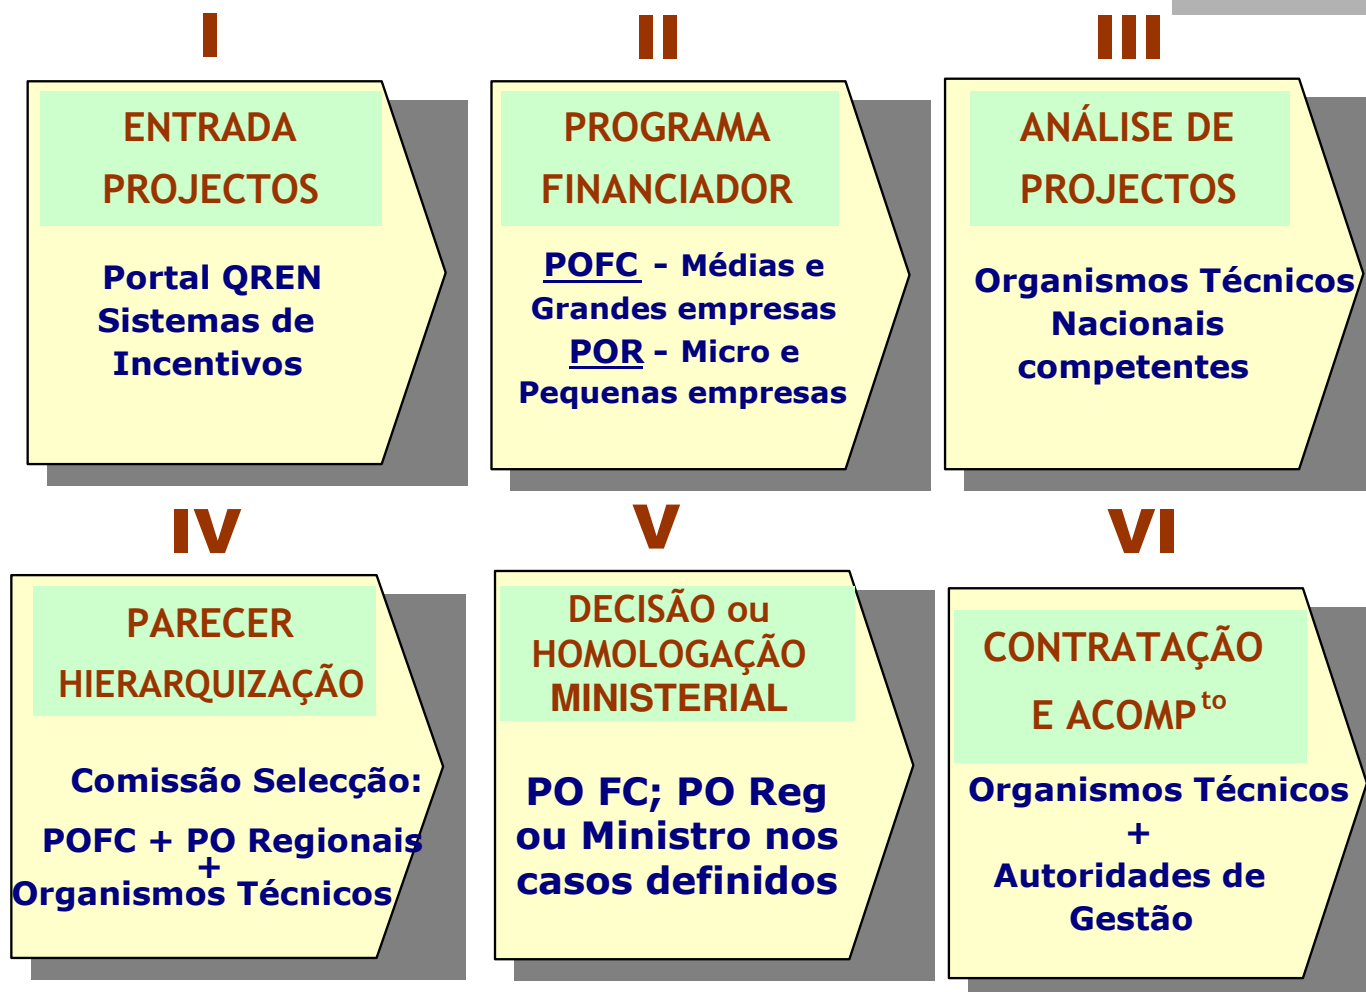 I
ENTRADA
PROJECTOS
Portal QREN
Sistemas de
Incentivos
II
PROGRAMA
FINANCIADOR
POFC - Médias e
Grandes empresas
POR - Micro e
Pequenas empresas
III
ANÁLISE DE
PROJECTOS
Organismos Técnicos
Nacionais
competentes
IV
PARECER
HIERARQUIZAÇÃO
Comissão Selecção:
POFC + PO Regionais
+
Organismos Técnicos
V
DECISÃO ou
HOMOLOGAÇÃO
MINISTERIAL
PO FC; PO Reg
ou Ministro nos
casos definidos
VI
CONTRATAÇÃO
E ACOMP to
Organismos Técnicos
+
Autoridades de
Gestão